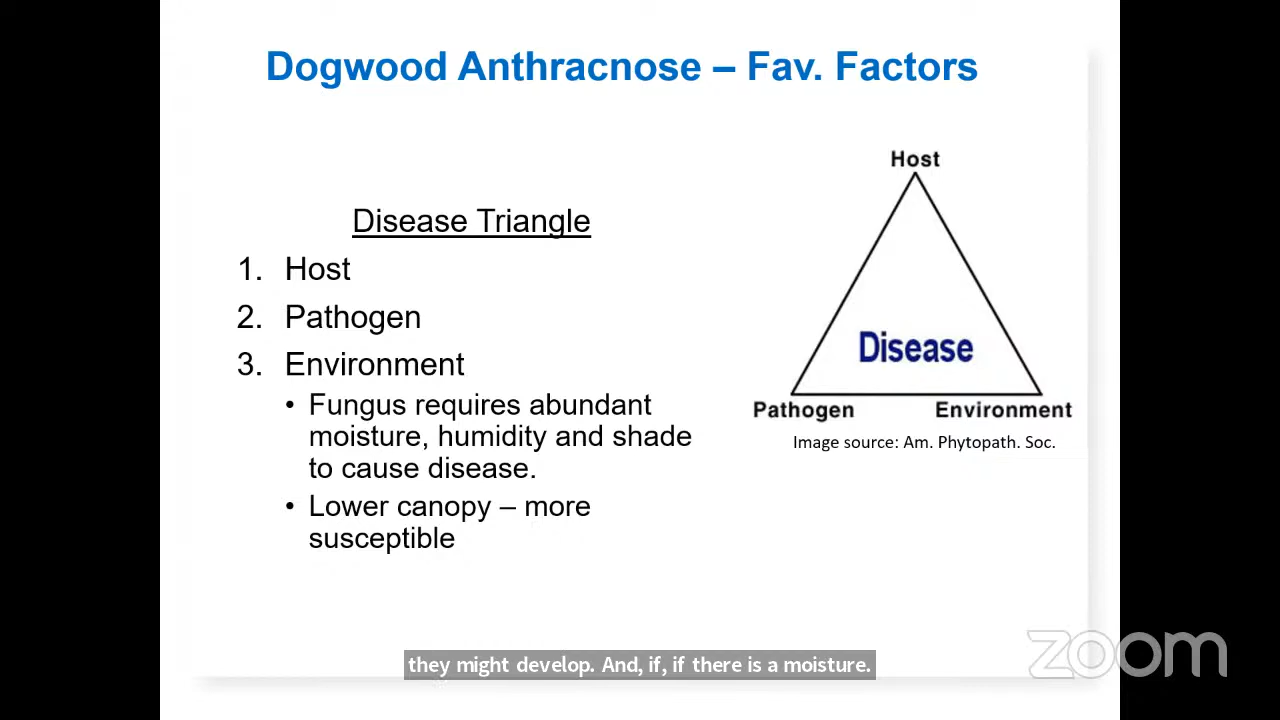 Dogwood Anthracnose – Fav. Factors
Disease Triangle
1. Host
2. Pathogen
3. Environment
• Fungus requires abundant
moisture, humidity and shade
to cause disease.
• Lower canopy – more
susceptible
Host
Disease
Pathogen
Environment
Image source: Am. Phytopath. Soc.
they might develop. And, if, if there is a moisture.
zoom